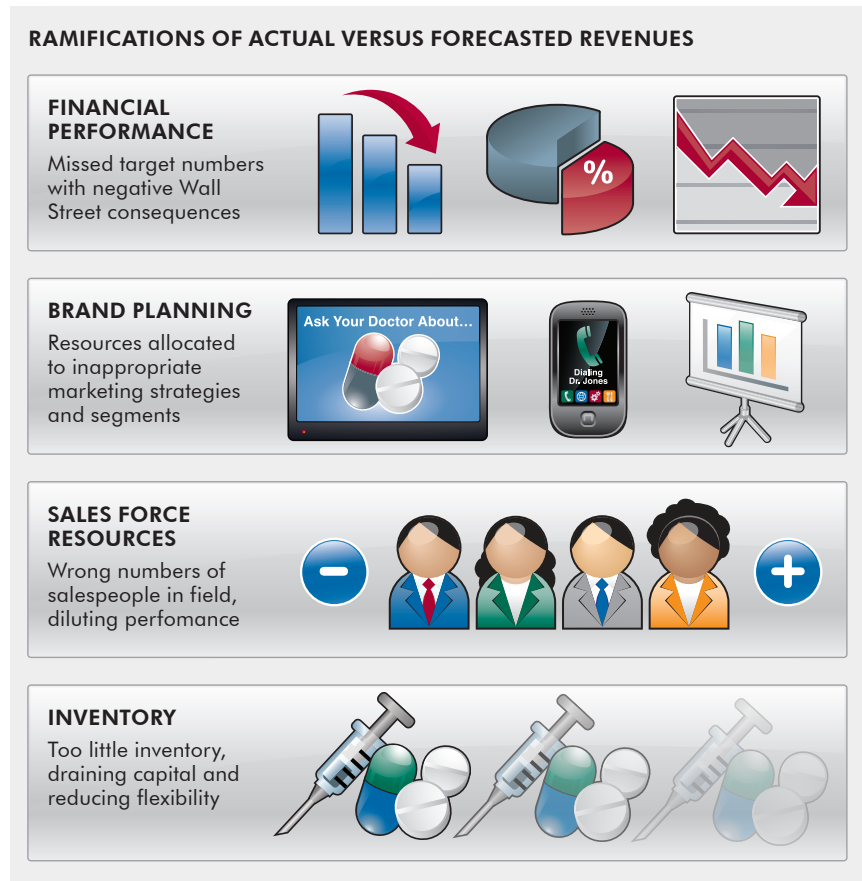 RAMIFICATIONS OF ACTUAL VERSUS FORECASTED REVENUES
FINANCIAL
PERFORMANCE
Missed target numbers
with negative Wall
Street consequences
%
BRAND PLANNING
Resources allocated
to inappropriate
marketing strategies
and segments
Ask Your Doctor About...
Dialing
Dr. Jones
SALES FORCE
RESOURCES
Wrong numbers of
salespeople in field,
diluting perfomance
INVENTORY
Too little inventory,
draining capital and
reducing flexibility